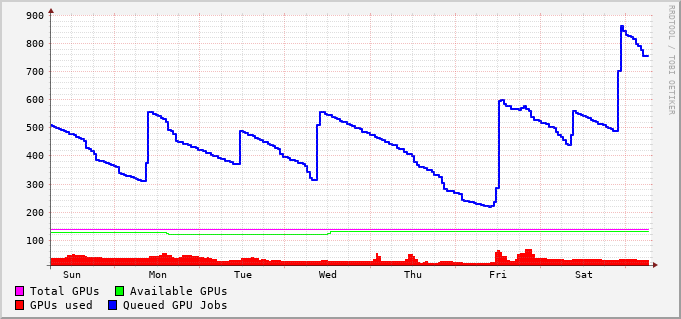 900
800
700
600
500
400
300
200
100
Sun Mon Tue Wed Thu Fri Sat
Total GPUs Available GPUs
GPUs used Queued GPU Jobs
RRDTOOL / TOBI OETIKER